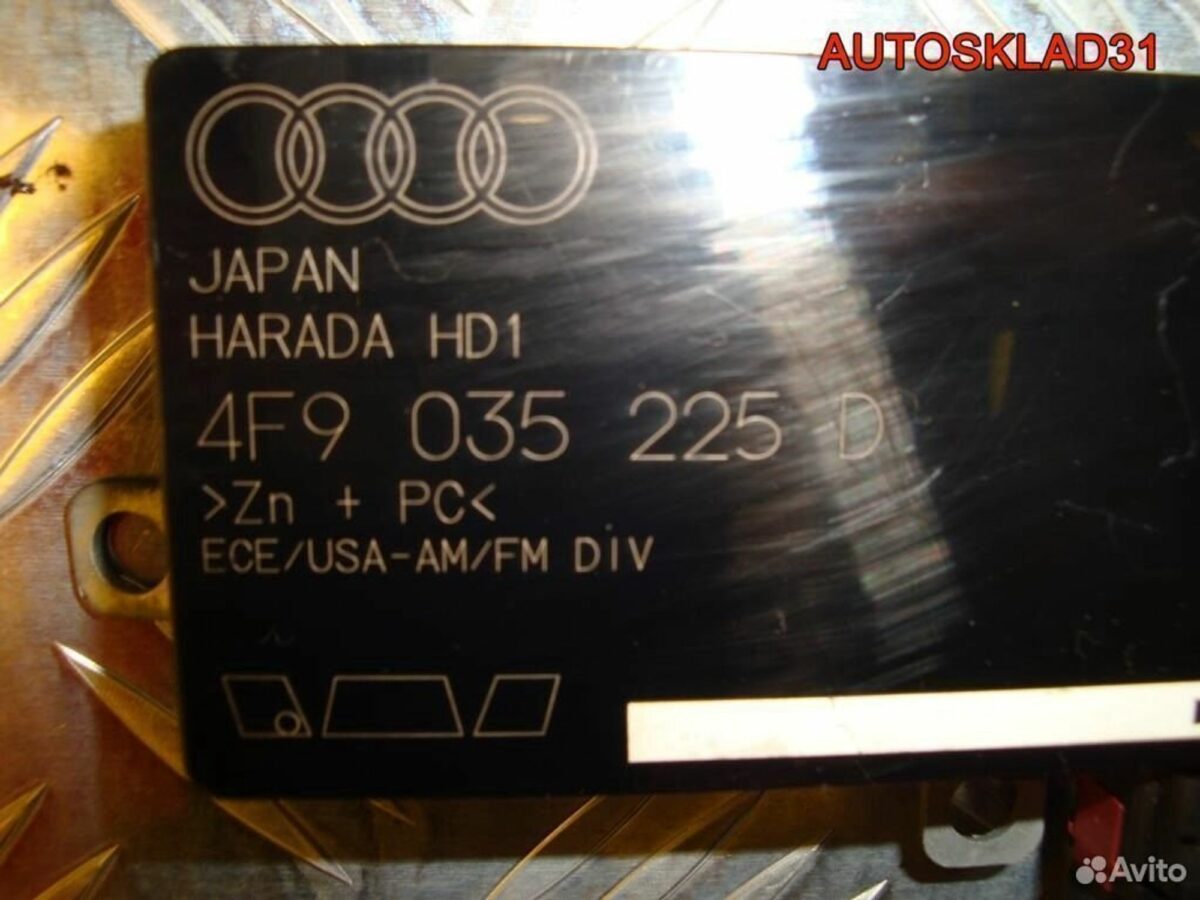 AUTOSKLAD31
JAPAN
HARADA HD1
4F9 035 225 D
>Zn + PC<
ECE/USA-AM/FM DIV
Avito